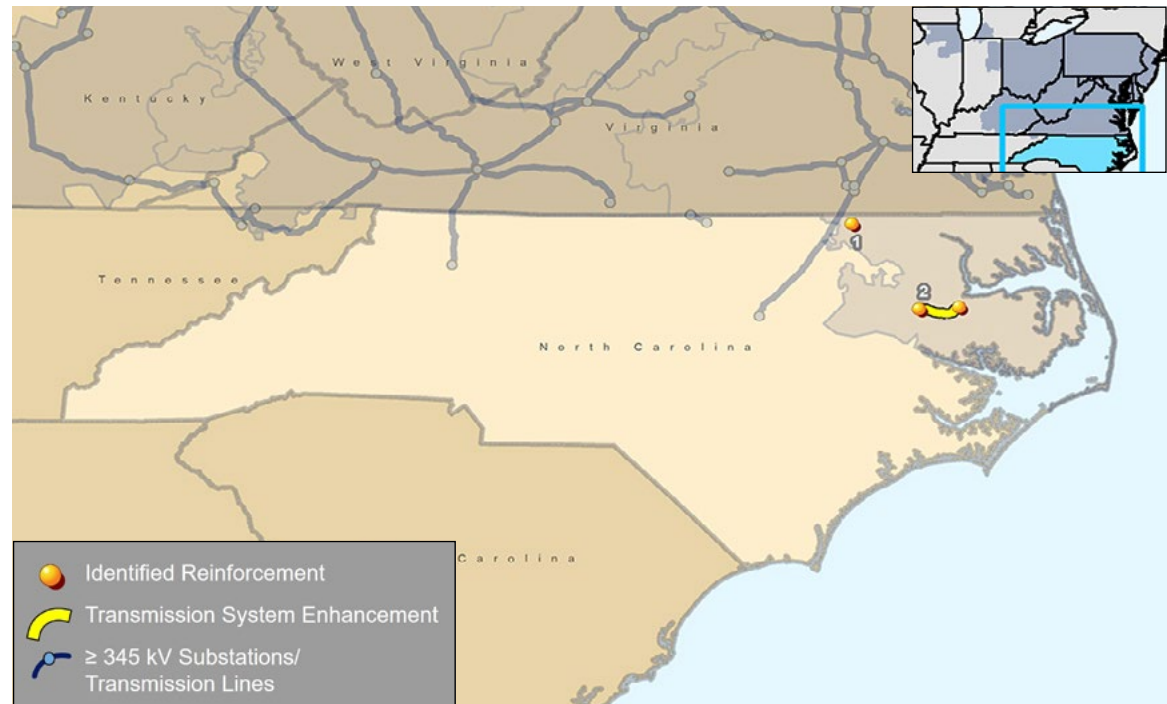 West Virginia
Kentucky
Virginia
1
Tennessee
2
North Carolina
Carolina
Identified Reinforcement
Transmission System Enhancement
≥ 345 kV Substations/
Transmission Lines